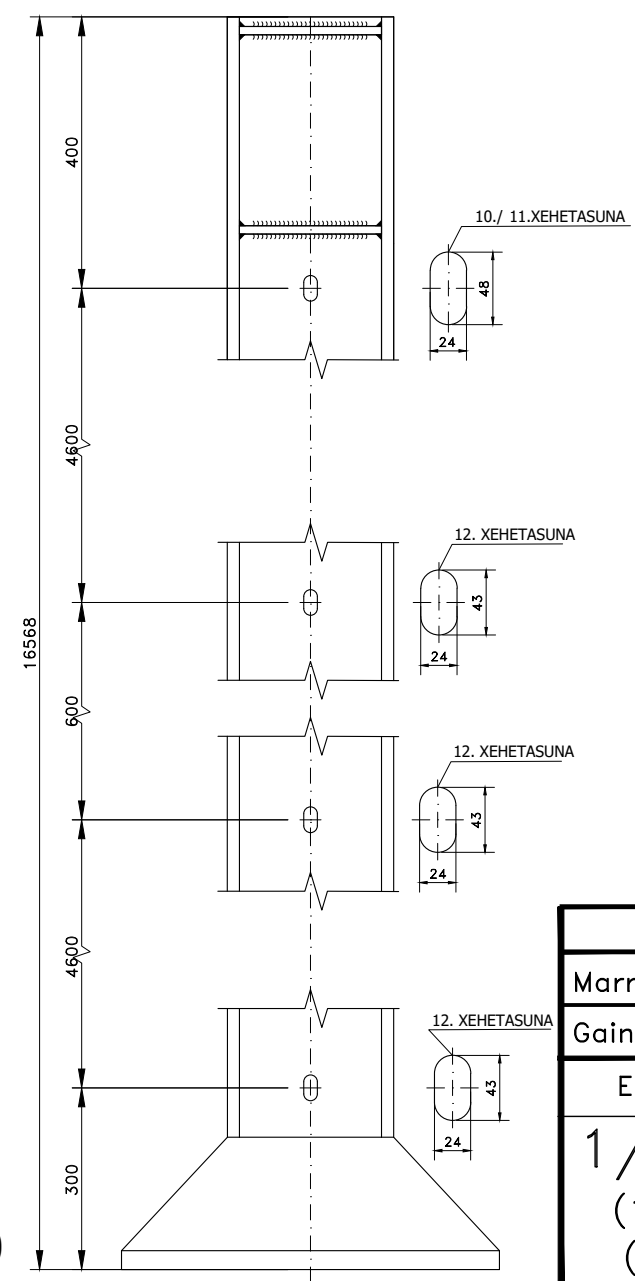 400
10./ 11.XEHETASUNA
48
24
4600
12. XEHETASUNA
43
24
16568
600
12. XEHETASUNA
43
24
4600
12. XEHETASUNA
43
24
300
Marr
Gain
E
1/
(
(
)